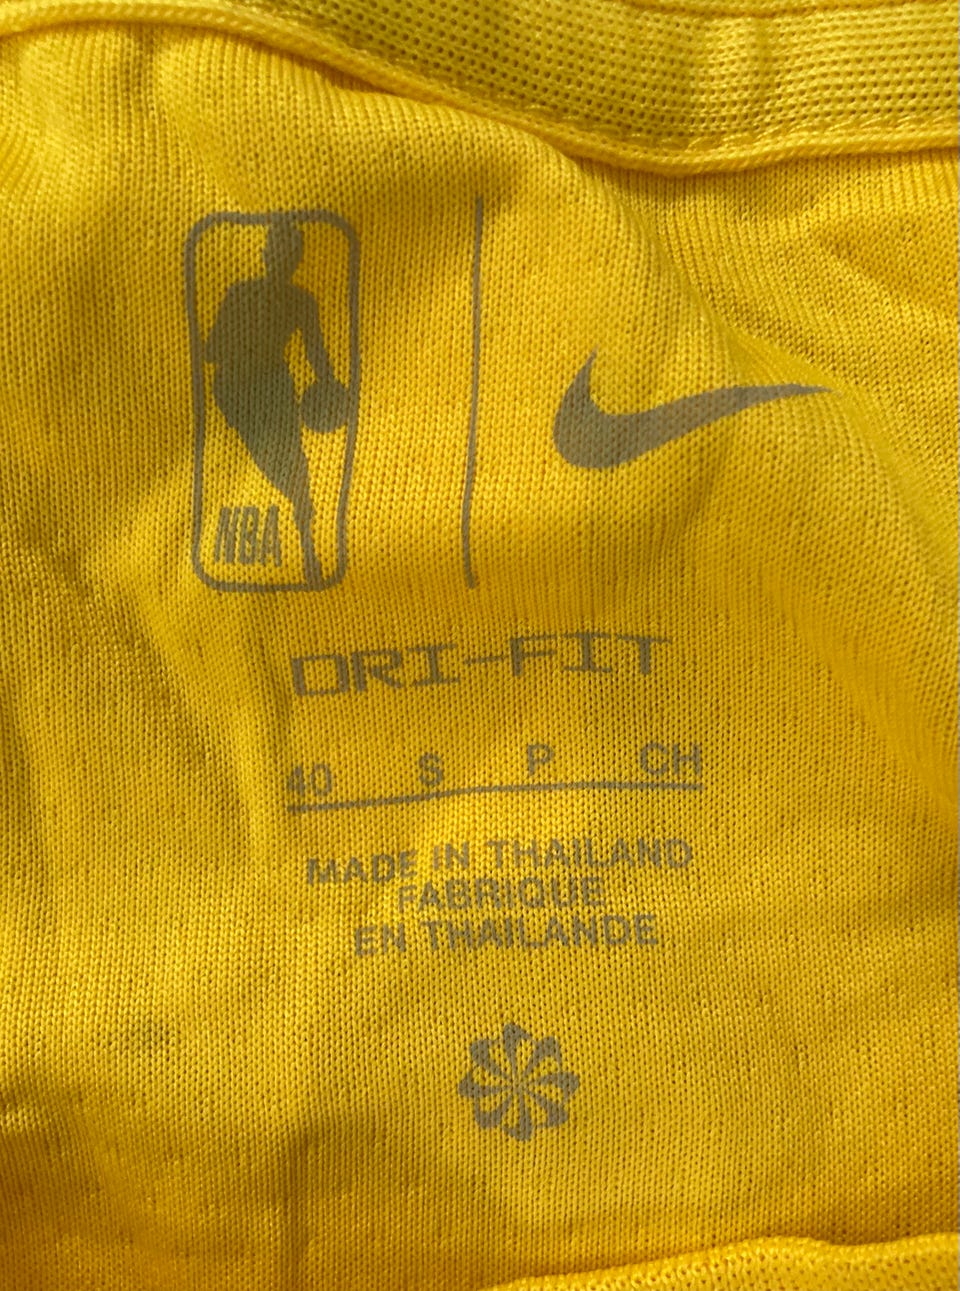 NBA
DRI-FIT
40 S P CH
MADE IN THAILAND
FABRIQUE
EN THAILANDE